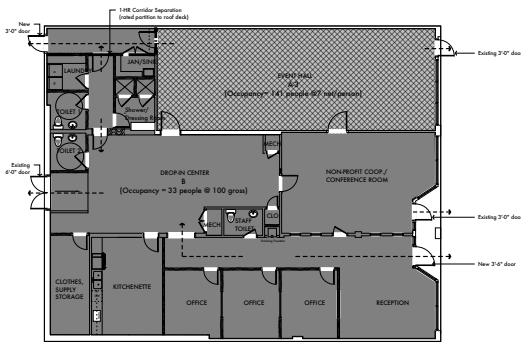 1-HR Corridor Separation
(rated partition to roof deck)
New
3'-0" door
Existing 3'-0" door
JAN/SINK
LAUNDRY
EVENT HALL
A-3
(Occupancy= 141 people @7 net/person)
Shower/
Dressing Room
TOILET 1
TOILET 2
MECH
Existing
6'-0" door
DROP-IN CENTER
B
(Occupancy = 33 people @ 100 gross)
NON-PROFIT COOP./
CONFERENCE ROOM
MECH
STAFF
TOILET
CLO
Existing 3'-0" door
New 3'-6" door
CLOTHES,
SUPPLY
STORAGE
KITCHENETTE
OFFICE
OFFICE
OFFICE
RECEPTION